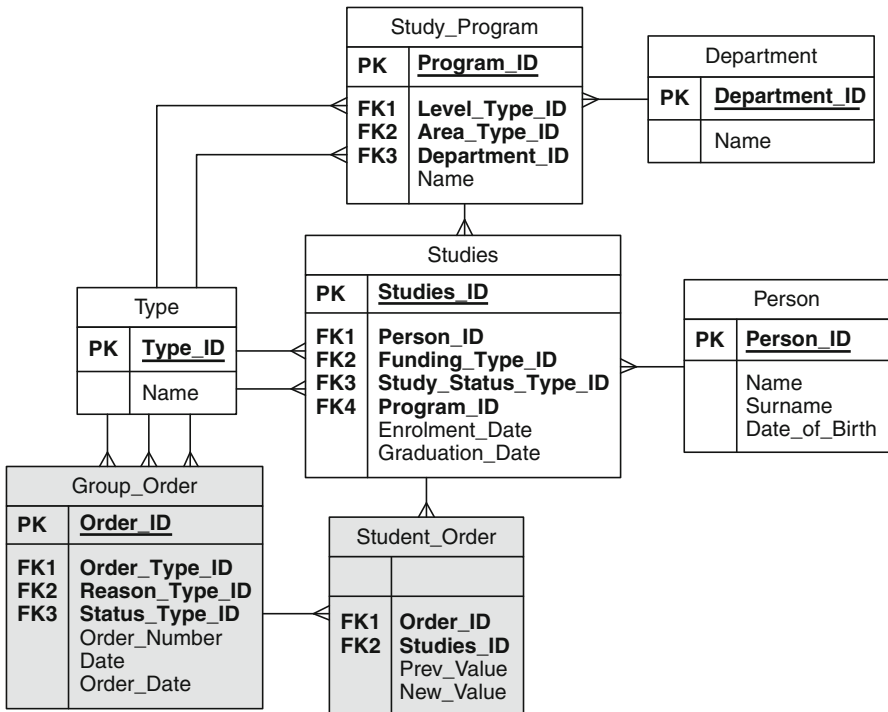 Study_Program
PK Program_ID
FK1 Level_Type_ID
FK2 Area_Type_ID
FK3 Department_ID
Name
Department
PK Department_ID
Name
Studies
PK Studies_ID
FK1 Person_ID
FK2 Funding_Type_ID
FK3 Study_Status_Type_ID
FK4 Program_ID
Enrolment_Date
Graduation_Date
Type
PK Type_ID
Name
Person
PK Person_ID
Name
Surname
Date_of_Birth
Group_Order
PK Order_ID
FK1 Order_Type_ID
FK2 Reason_Type_ID
FK3 Status_Type_ID
Order_Number
Date
Order_Date
Student_Order
FK1 Order_ID
FK2 Studies_ID
Prev_Value
New_Value